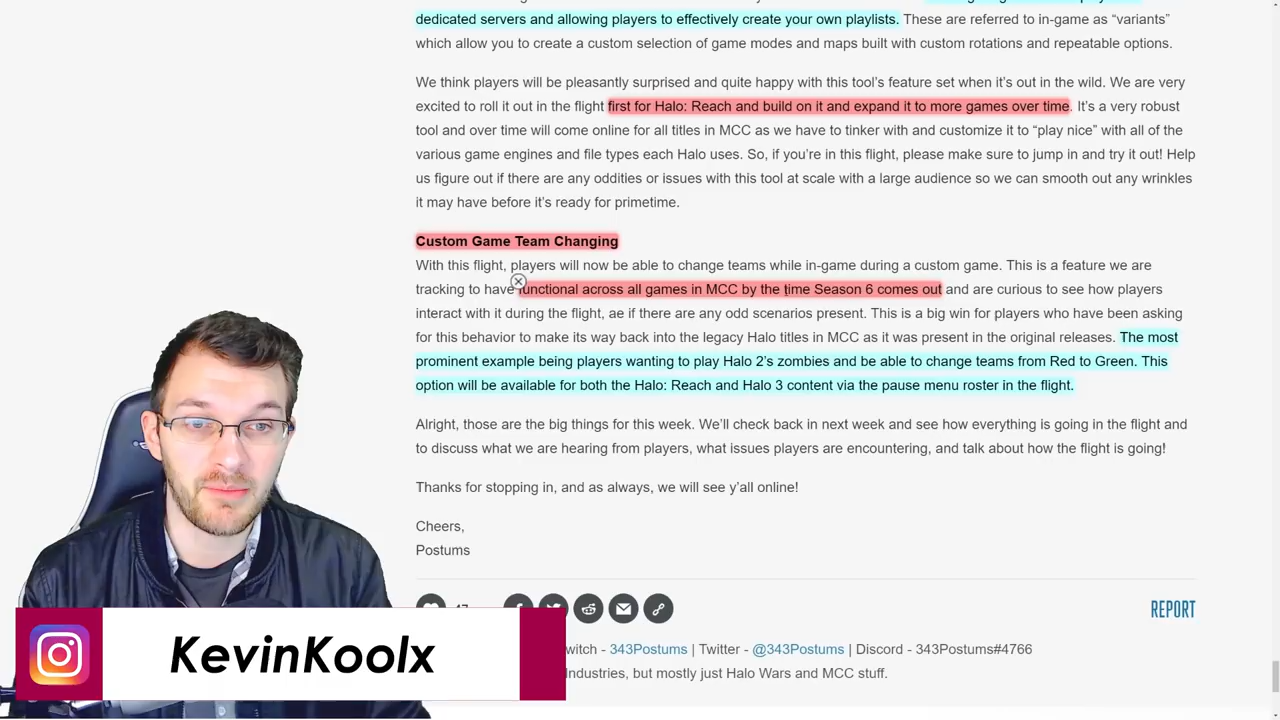 dedicated servers and allowing players to effectively create your own playlists. These are referred to in-game as “variants”
which allow you to create a custom selection of game modes and maps built with custom rotations and repeatable options.
We think players will be pleasantly surprised and quite happy with this tool’s feature set when it’s out in the wild. We are very
excited to roll it out in the flight first for Halo: Reach and build on it and expand it to more games over time. It’s a very robust
tool and over time will come online for all titles in MCC as we have to tinker with and customize it to “play nice” with all of the
various game engines and file types each Halo uses. So, if you’re in this flight, please make sure to jump in and try it out! Help
us figure out if there are any oddities or issues with this tool at scale with a large audience so we can smooth out any wrinkles
it may have before it’s ready for primetime.
Custom Game Team Changing
With this flight, players will now be able to change teams while in-game during a custom game. This is a feature we are
tracking to have functional across all games in MCC by the time Season 6 comes out and are curious to see how players
interact with it during the flight, ae if there are any odd scenarios present. This is a big win for players who have been asking
for this behavior to make its way back into the legacy Halo titles in MCC as it was present in the original releases. The most
prominent example being players wanting to play Halo 2’s zombies and be able to change teams from Red to Green. This
option will be available for both the Halo: Reach and Halo 3 content via the pause menu roster in the flight.
Alright, those are the big things for this week. We’ll check back in next week and see how everything is going in the flight and
to discuss what we are hearing from players, what issues players are encountering, and talk about how the flight is going!
Thanks for stopping in, and as always, we will see y’all online!
Cheers,
Postums
REPORT
witch - 343Postums | Twitter - @343Postums | Discord - 343Postums#4766
Industries, but mostly just Halo Wars and MCC stuff.
KevinKoolx